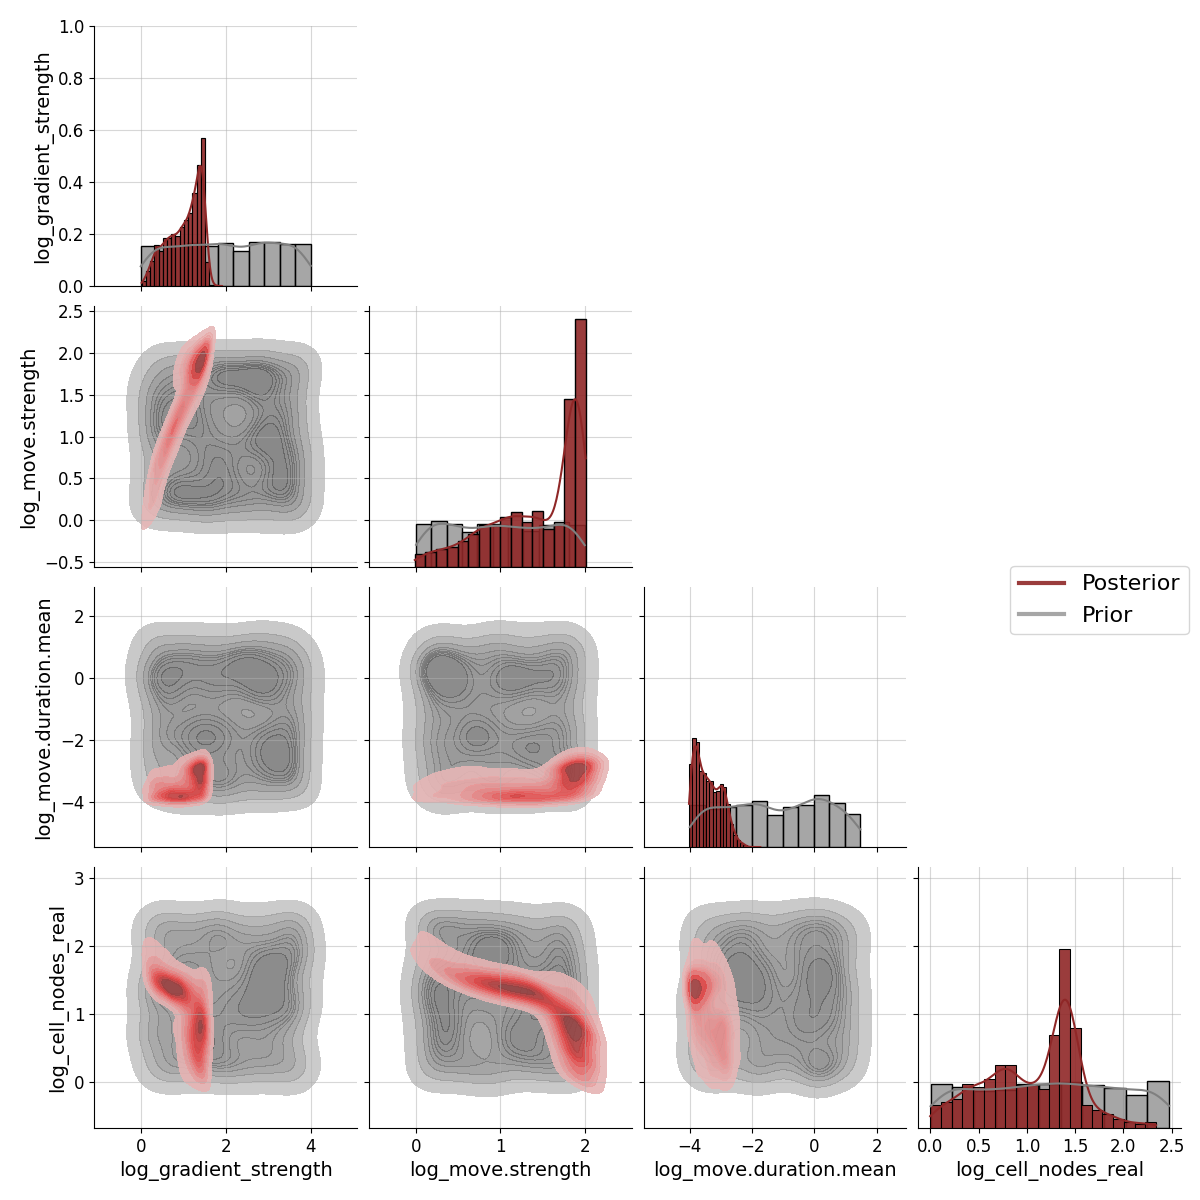 log_gradient_strength
1.0
0.8
0.6
0.4
0.2
0.0
log_move.strength
2.5
2.0
1.5
1.0
0.5
0.0
−0.5
log_move.duration.mean
2
0
−2
−4
Posterior
Prior
log_cell_nodes_real
3
2
1
0
0 2 4
0 1 2
−4 −2 0 2
0.0 0.5 1.0 1.5 2.0 2.5
log_gradient_strength
log_move.strength
log_move.duration.mean
log_cell_nodes_real